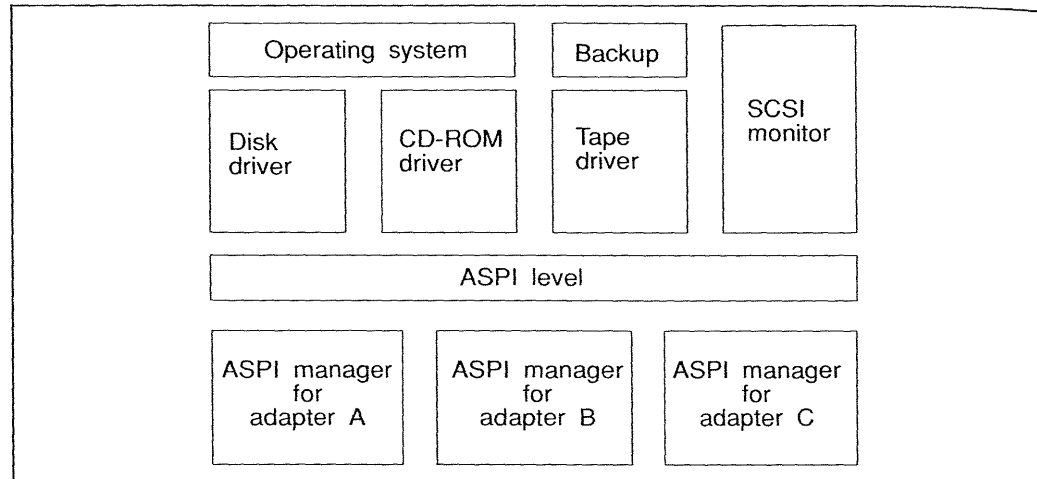 Operating system
Backup
SCSI
monitor
Disk
driver
CD-ROM
driver
Tape
driver
ASPI level
ASPI manager
for
adapter A
ASPI manager
for
adapter B
ASPI manager
for
adapter C